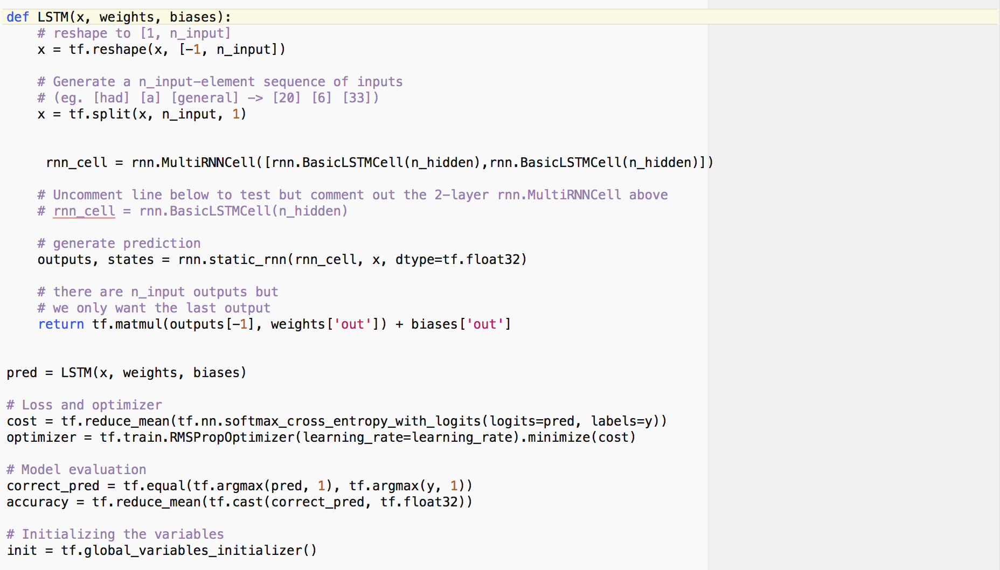 def LSTM(x, weights, biases):
    # reshape to [1, n_input]
    x = tf.reshape(x, [-1, n_input])

    # Generate a n_input-element sequence of inputs
    # (eg. [had] [a] [general] -> [20] [6] [33])
    x = tf.split(x, n_input, 1)


     rnn_cell = rnn.MultiRNNCell([rnn.BasicLSTMCell(n_hidden),rnn.BasicLSTMCell(n_hidden)])

    # Uncomment line below to test but comment out the 2-layer rnn.MultiRNNCell above
    # rnn_cell = rnn.BasicLSTMCell(n_hidden)

    # generate prediction
    outputs, states = rnn.static_rnn(rnn_cell, x, dtype=tf.float32)

    # there are n_input outputs but
    # we only want the last output
    return tf.matmul(outputs[-1], weights['out']) + biases['out']


pred = LSTM(x, weights, biases)

# Loss and optimizer
cost = tf.reduce_mean(tf.nn.softmax_cross_entropy_with_logits(logits=pred, labels=y))
optimizer = tf.train.RMSPropOptimizer(learning_rate=learning_rate).minimize(cost)

# Model evaluation
correct_pred = tf.equal(tf.argmax(pred, 1), tf.argmax(y, 1))
accuracy = tf.reduce_mean(tf.cast(correct_pred, tf.float32))

# Initializing the variables
init = tf.global_variables_initializer()